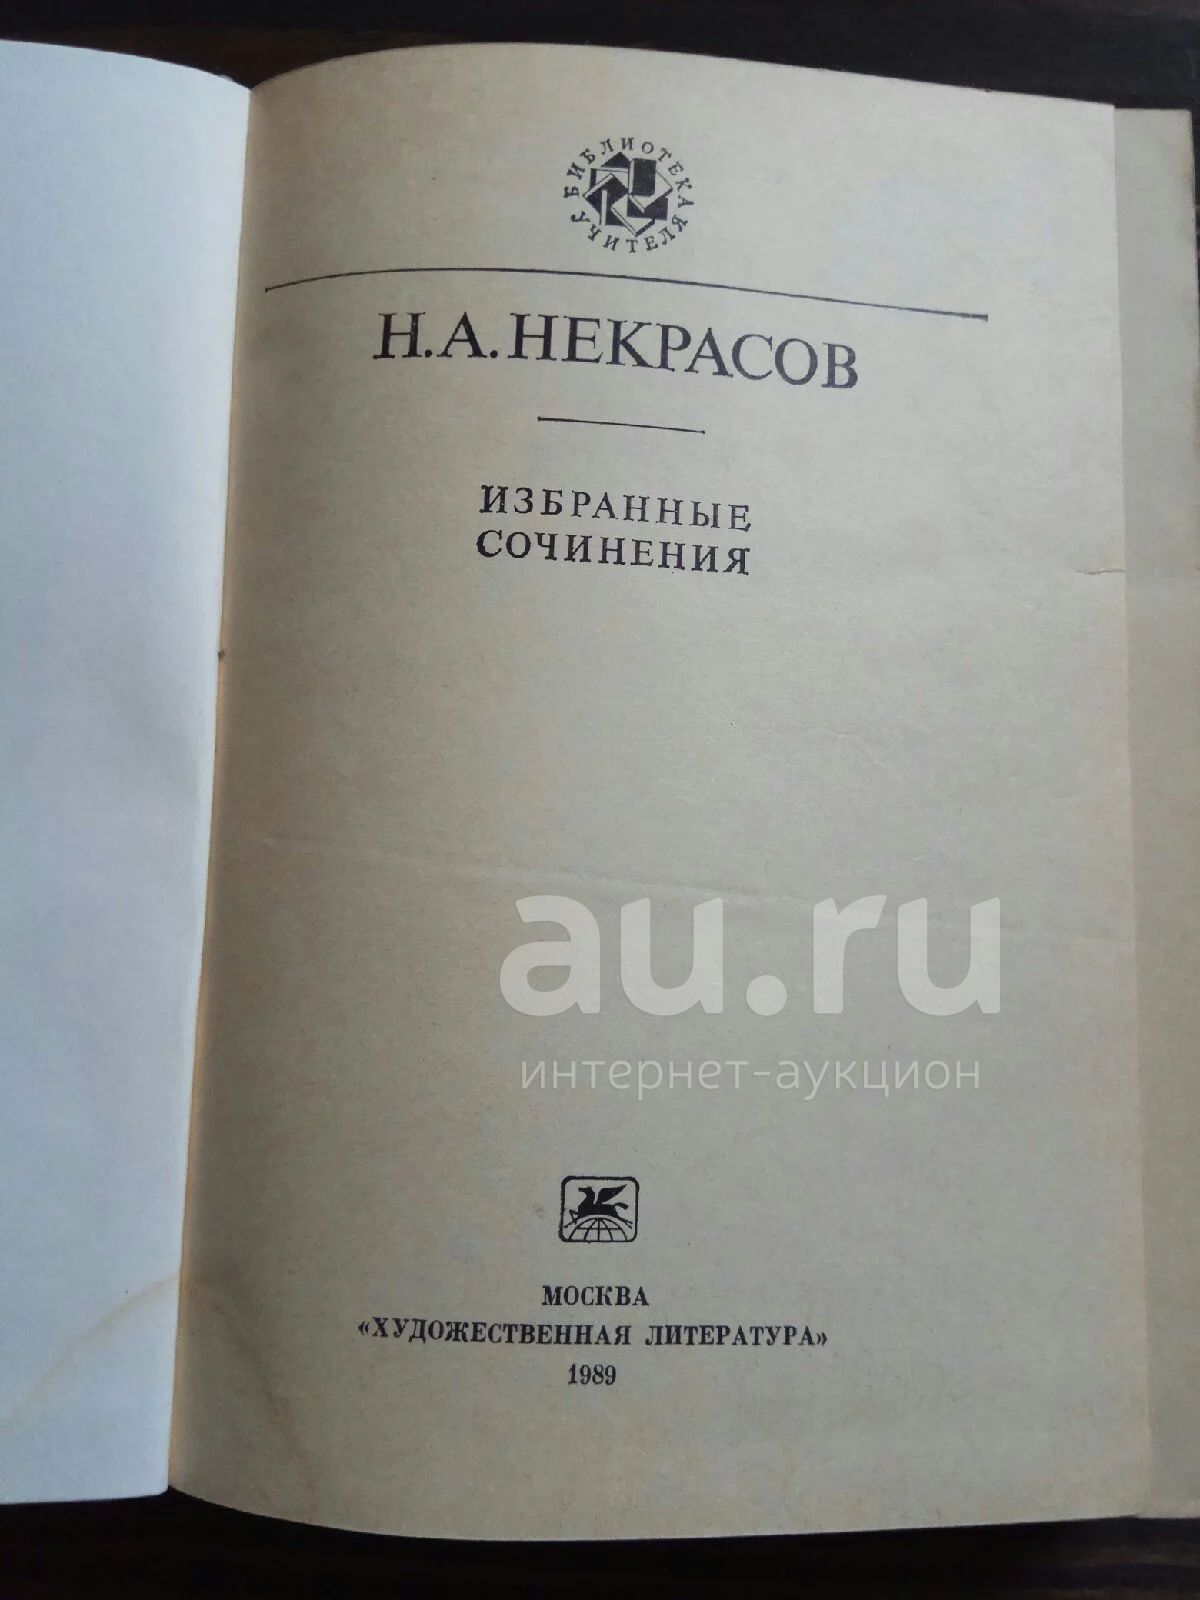 БИБЛИОТЕКА
УЧИТЕЛЯ
Н.А.НЕКРАСОВ
ИЗБРАННЫЕ
СОЧИНЕНИЯ
au.ru
интернет-аукцион
МОСКВА
«ХУДОЖЕСТВЕННАЯ ЛИТЕРАТУРА»
1989